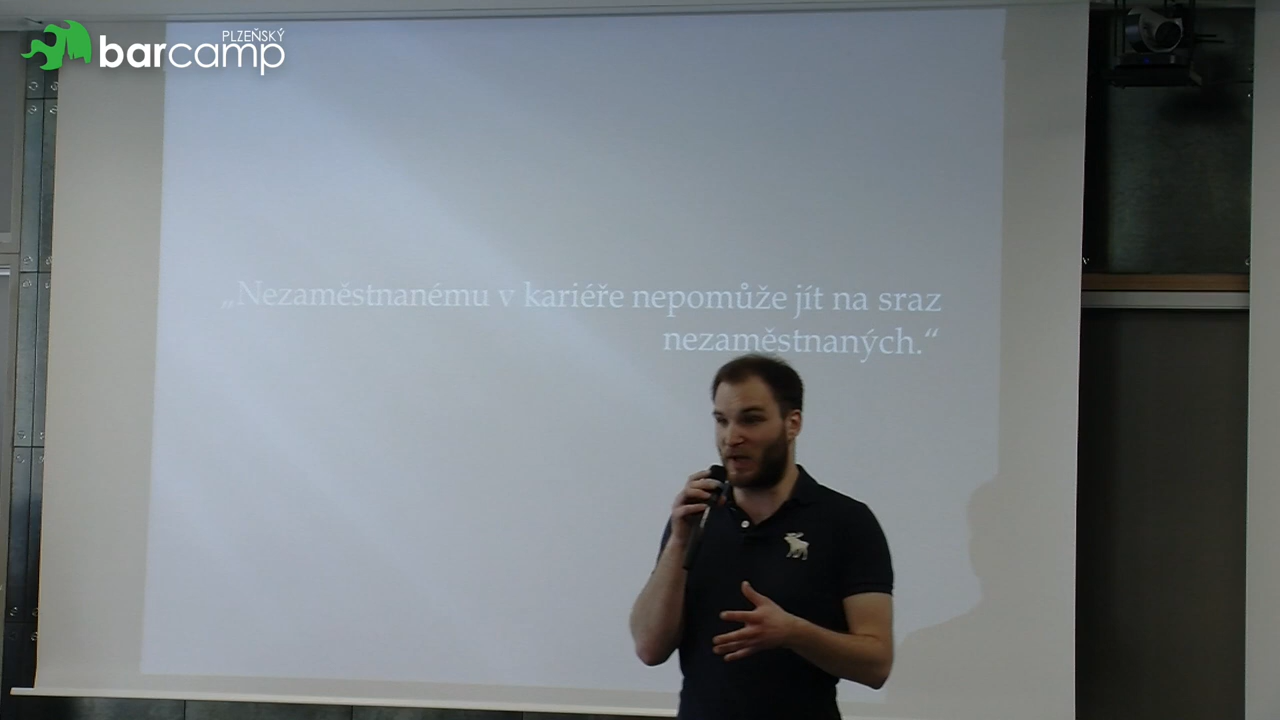 PLZEŇSKÝ
barcamp
„Nezaměstnanému v kariéře nepomůže jít na sraz
nezaměstnaných.“